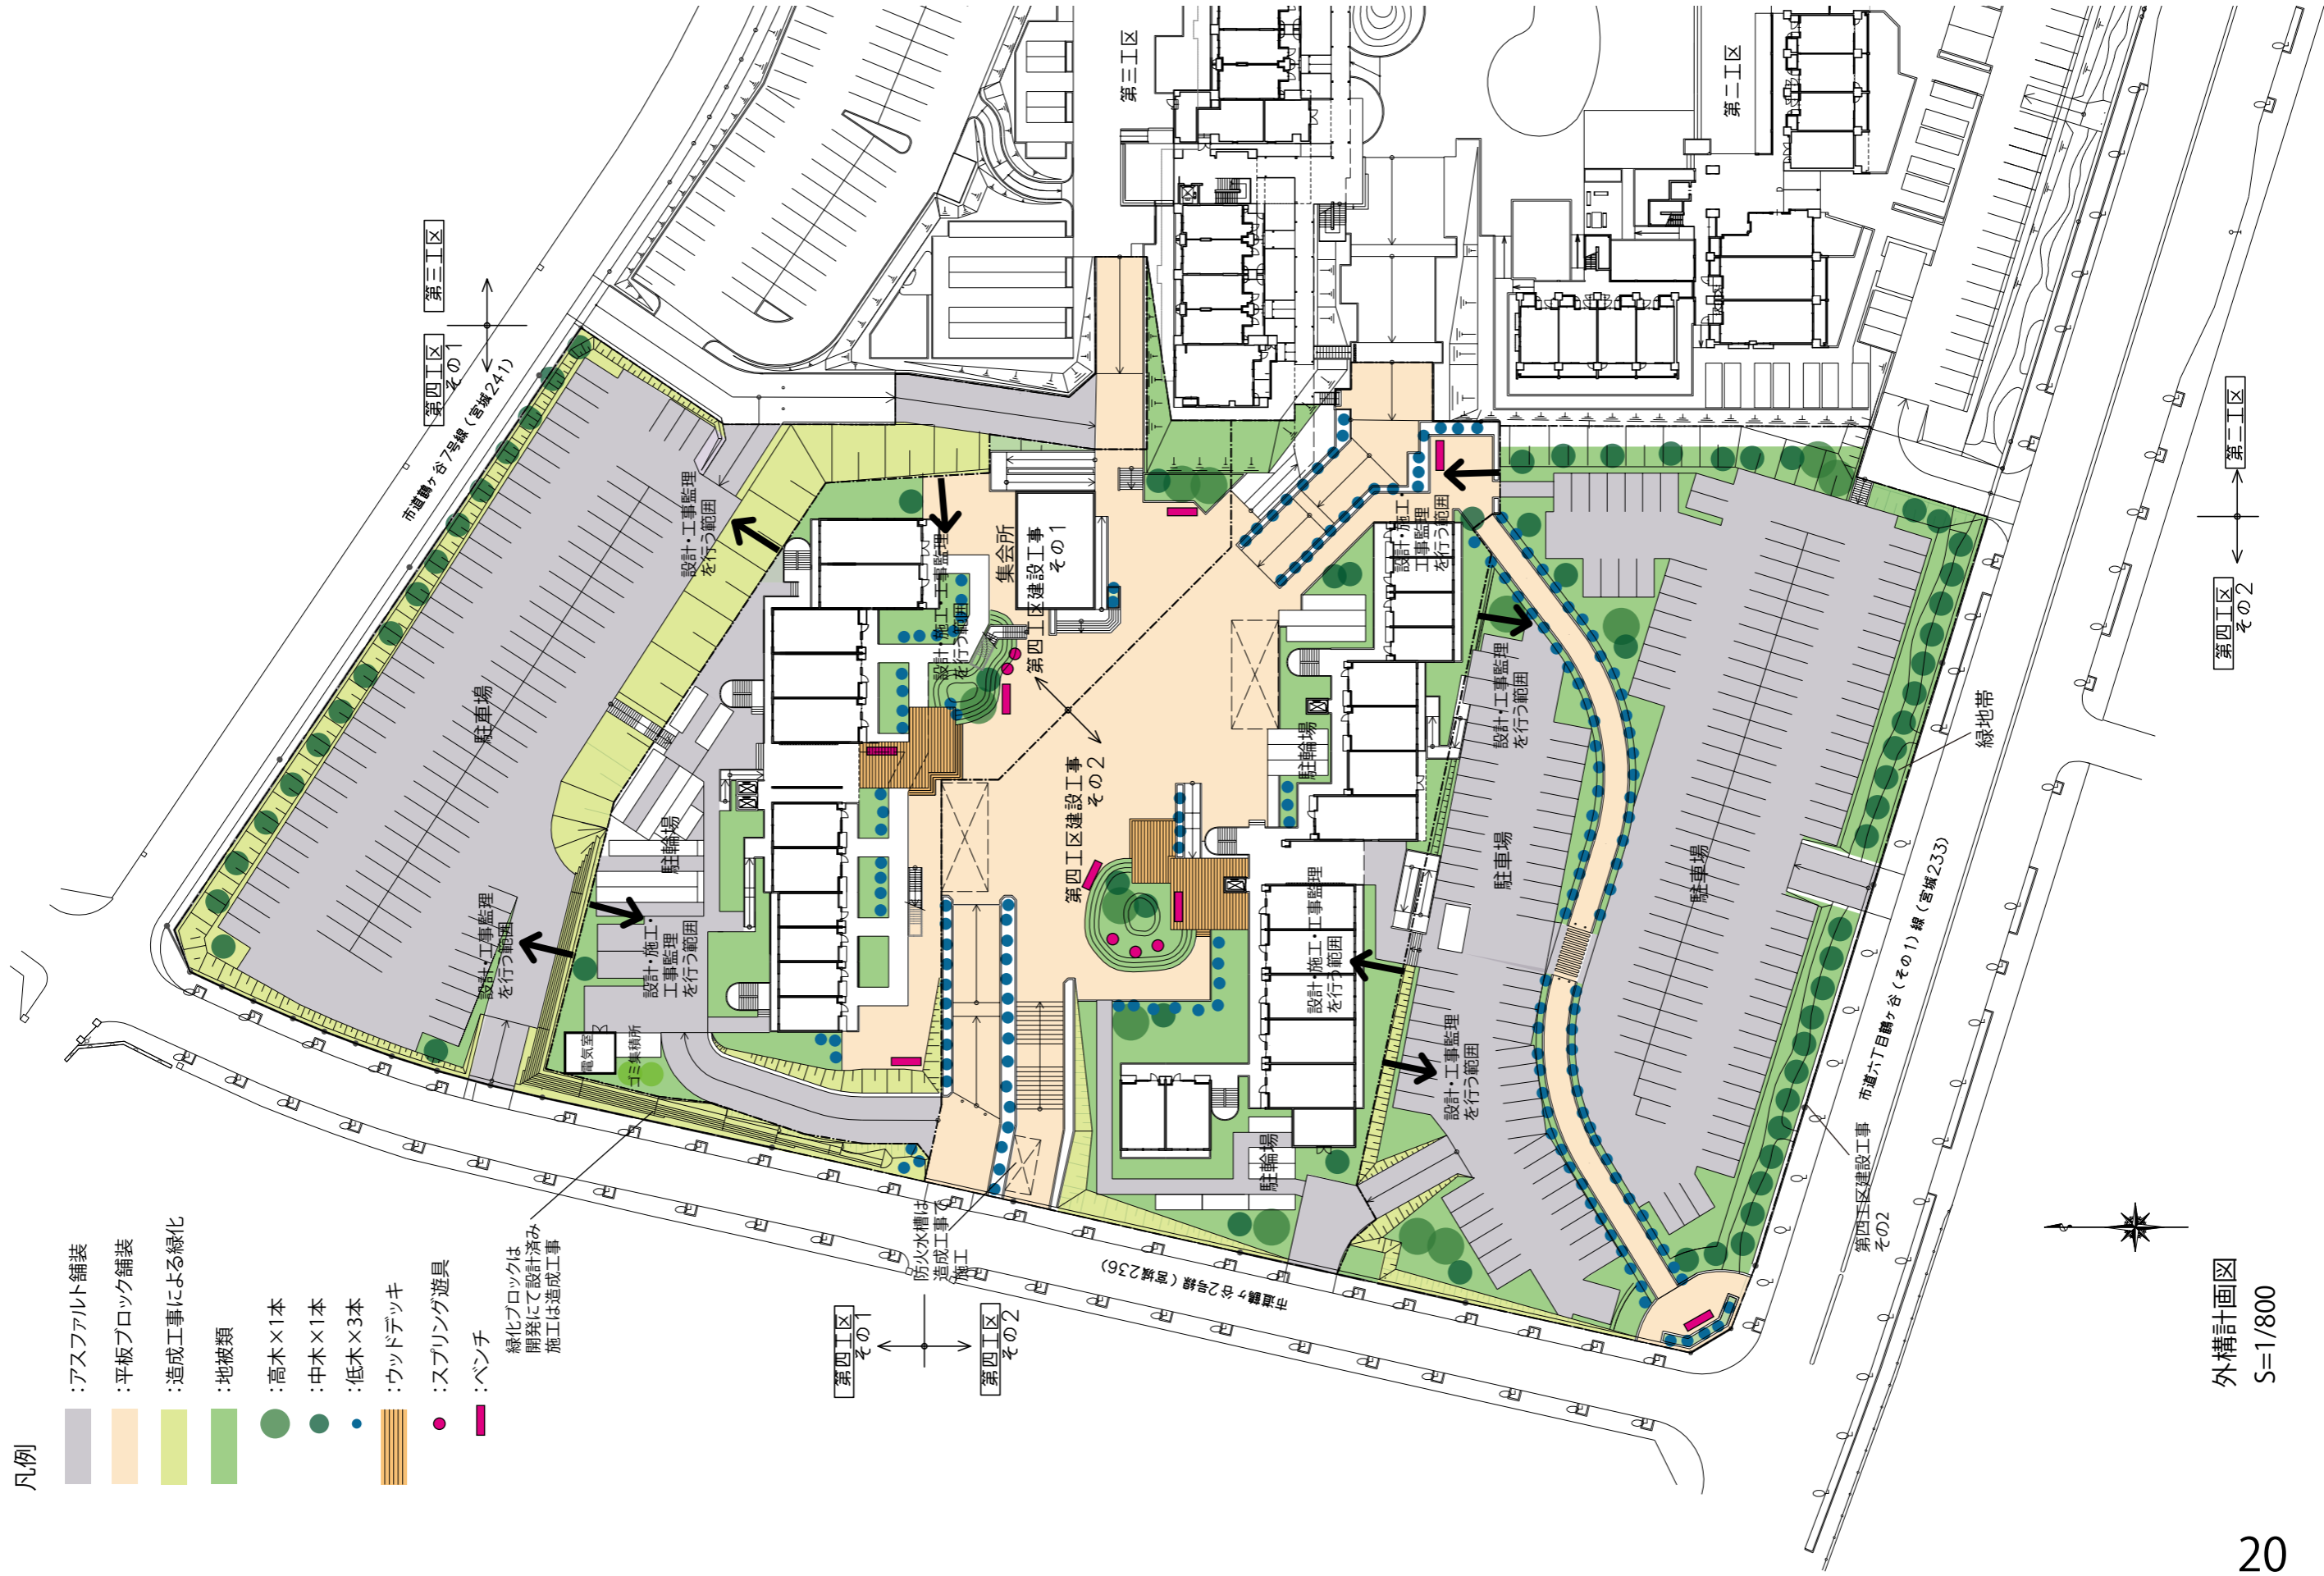 凡例
：アスファルト舗装
：平板ブロック舗装
：造成工事による緑化
：地被類
：高木×1本
：中木×1本
：低木×3本
：ウッドデッキ
：スプリング遊具
：ベンチ
緑化ブロックは
開発にて設計済み
施工は造成工事
市道鶴ヶ谷7号線（宮城241）
第四工区
その1
第三工区
第三工区
第二工区
駐車場
設計・工事監理
を行う範囲
設計・工事監理
を行う範囲
駐輪場
設計・施工・
工事監理
を行う範囲
電気室
ゴミ集積所
設計・施工・工事監理
を行う範囲
集会所
第四工区建設工事
その1
第四工区建設工事
その2
防火水槽は
造成工事で
施工
設計・施工・
工事監理
を行う範囲
駐輪場
設計・施工・工事監理
を行う範囲
駐輪場
設計・工事監理
を行う範囲
駐車場
設計・工事監理
を行う範囲
駐車場
緑地帯
市道鶴ヶ谷2号線（宮城236）
第四工区
その1
第四工区
その2
市道六丁目鶴ヶ谷（その1）線（宮城233）
第四工区建設工事
その2
第二工区
第四工区
その2
外構計画図
S=1/800
20